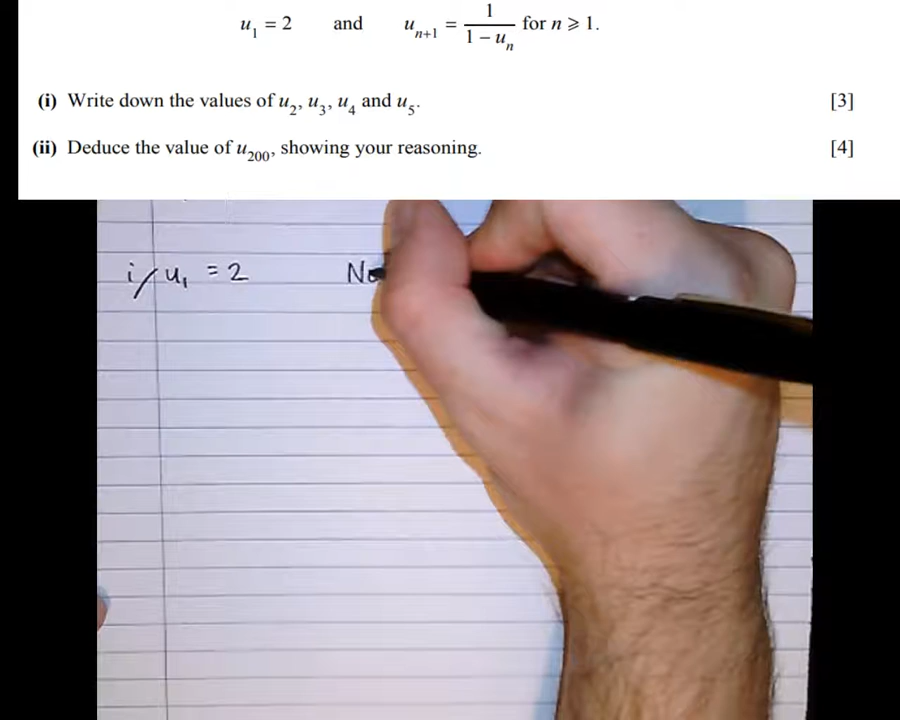 u₁ = 2 and uₙ₊₁ = 1/(1 − uₙ) for n ⩾ 1.
(i) Write down the values of u₂, u₃, u₄ and u₅. [3]
(ii) Deduce the value of u₂₀₀, showing your reasoning. [4]
i/ u₁ = 2